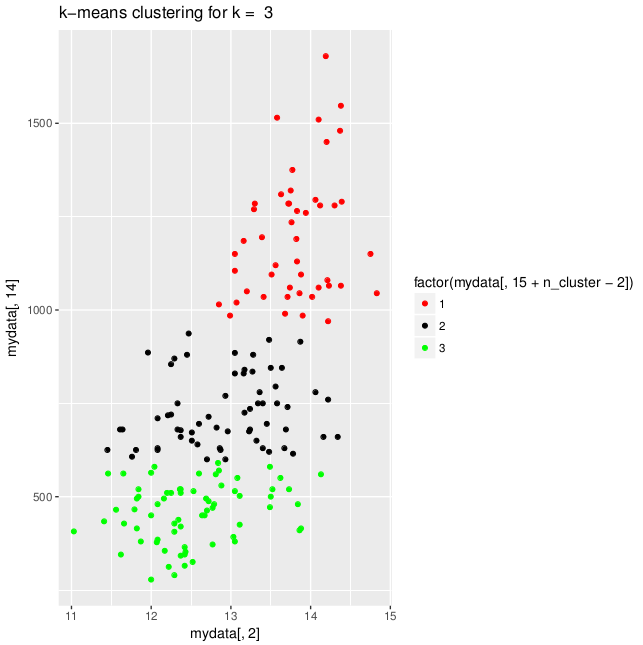 k−means clustering for k = 3
mydata[, 14]
1500
1000
500
11 12 13 14 15
mydata[, 2]
factor(mydata[, 15 + n_cluster − 2])
1
2
3